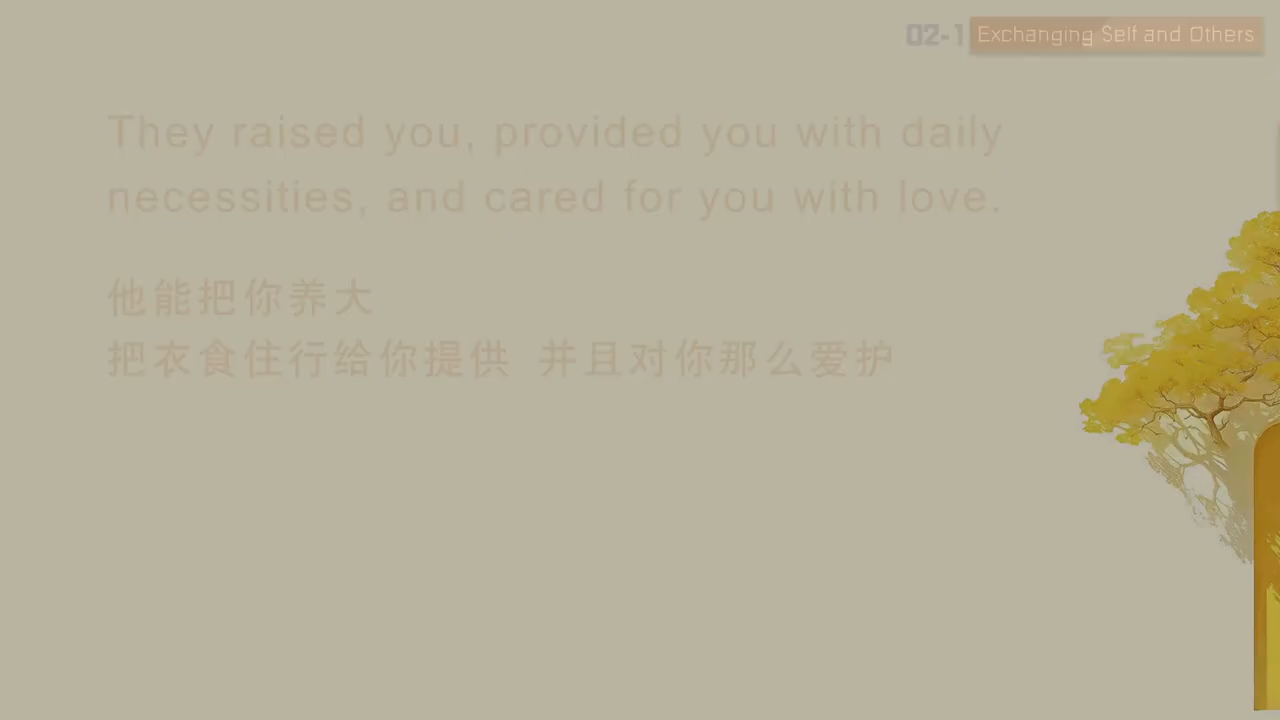 02-1 Exchanging Self and Others
They raised you, provided you with daily
necessities, and cared for you with love.
他能把你养大
把衣食住行给你提供 并且对你那么爱护